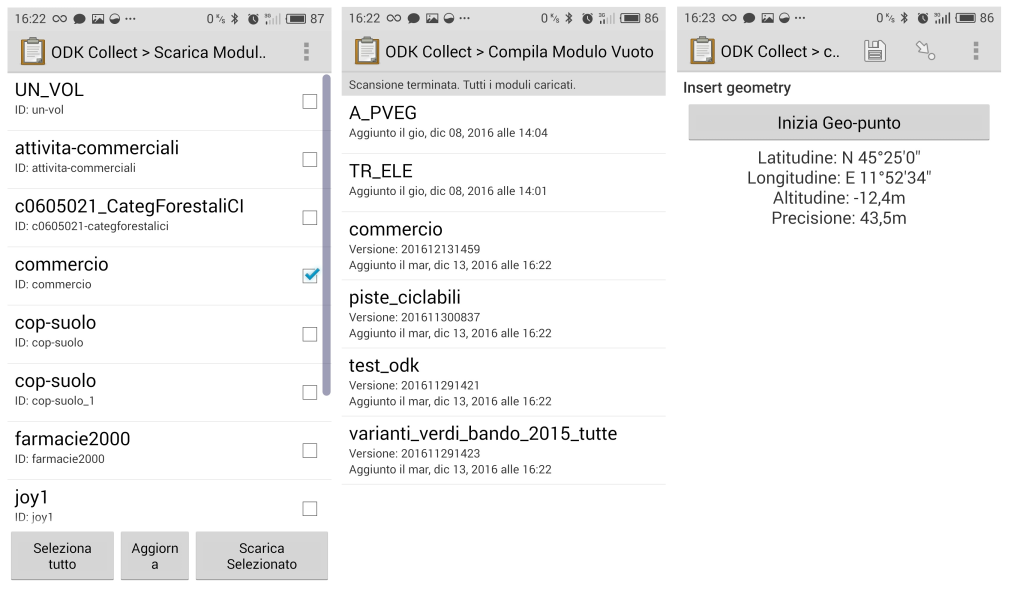 16:22 0 K/s 3G 87
ODK Collect > Scarica Modul..
UN_VOL
ID: un-vol
attivita-commerciali
ID: attivita-commerciali
c0605021_CategForestaliCI
ID: c0605021-categforestalici
commercio
ID: commercio
cop-suolo
ID: cop-suolo
cop-suolo
ID: cop-suolo_1
farmacie2000
ID: farmacie2000
joy1
ID: joy1
Seleziona
tutto
Aggiorn
a
Scarica
Selezionato
16:22 0 K/s 3G 86
ODK Collect > Compila Modulo Vuoto
Scansione terminata. Tutti i moduli caricati.
A_PVEG
Aggiunto il gio, dic 08, 2016 alle 14:04
TR_ELE
Aggiunto il gio, dic 08, 2016 alle 14:01
commercio
Versione: 201612131459
Aggiunto il mar, dic 13, 2016 alle 16:22
piste_ciclabili
Versione: 201611300837
Aggiunto il mar, dic 13, 2016 alle 16:22
test_odk
Versione: 201611291421
Aggiunto il mar, dic 13, 2016 alle 16:22
varianti_verdi_bando_2015_tutte
Versione: 201611291423
Aggiunto il mar, dic 13, 2016 alle 16:22
16:23 0 K/s 3G 86
ODK Collect > c..
Insert geometry
Inizia Geo-punto
Latitudine: N 45°25'0"
Longitudine: E 11°52'34"
Altitudine: -12,4m
Precisione: 43,5m